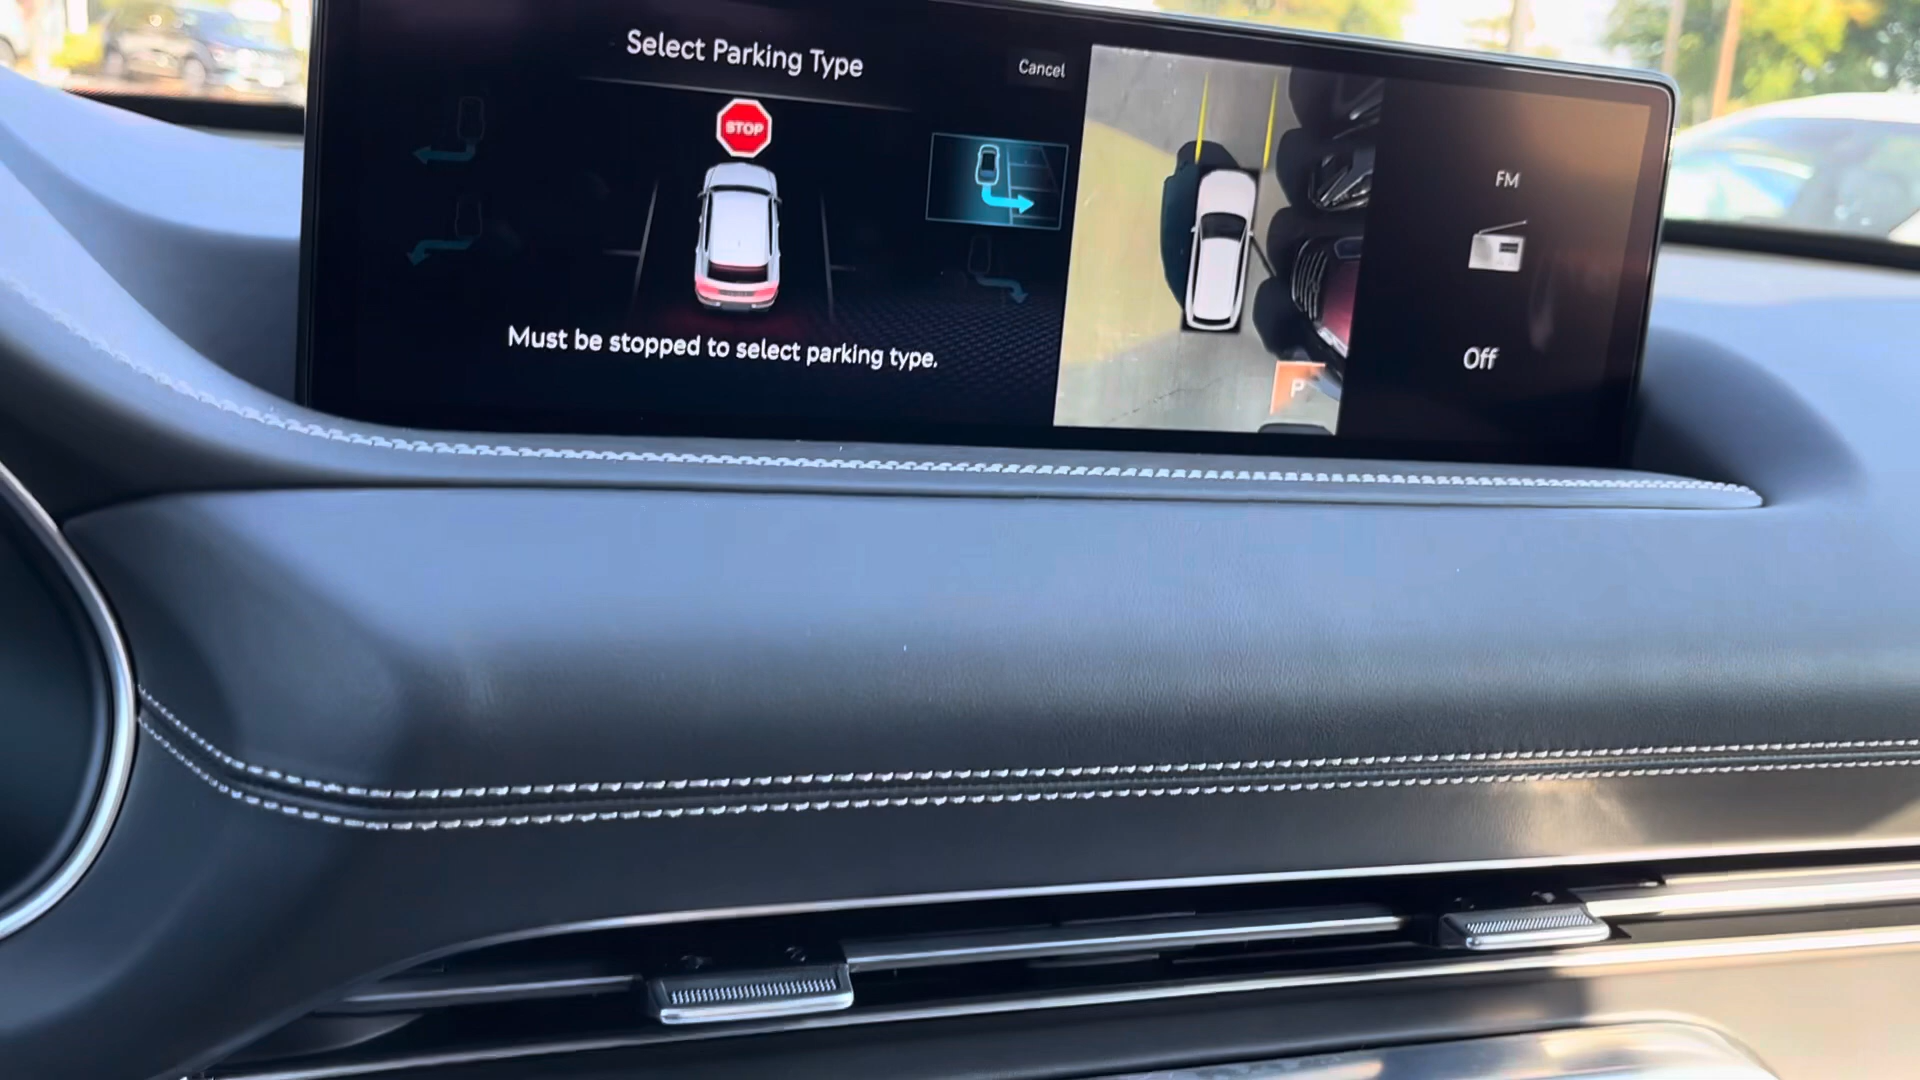 Select Parking Type
Cancel
STOP
Must be stopped to select parking type.
P
FM
Off